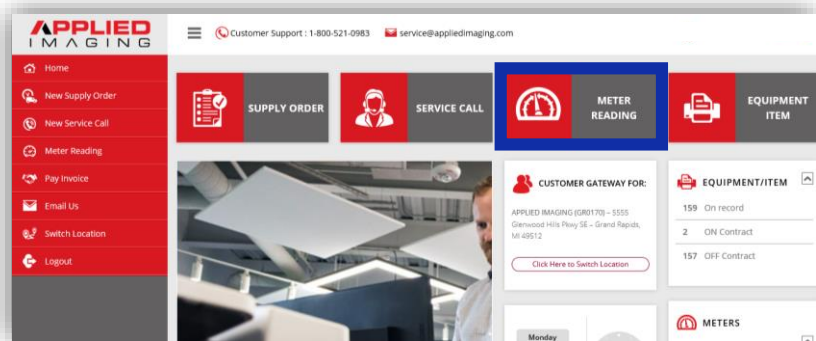 APPLIED
IMAGING
Customer Support : 1-800-521-0983
service@appliedimaging.com
Home
New Supply Order
New Service Call
Meter Reading
Pay Invoice
Email Us
Switch Location
Logout
SUPPLY ORDER
SERVICE CALL
METER
READING
EQUIPMENT
ITEM
CUSTOMER GATEWAY FOR:
APPLIED IMAGING (GR0170) – 5555
Glenwood Hills Pkwy SE – Grand Rapids,
MI 49512
Click Here to Switch Location
EQUIPMENT/ITEM
159 On record
2 ON Contract
157 OFF Contract
Monday
METERS